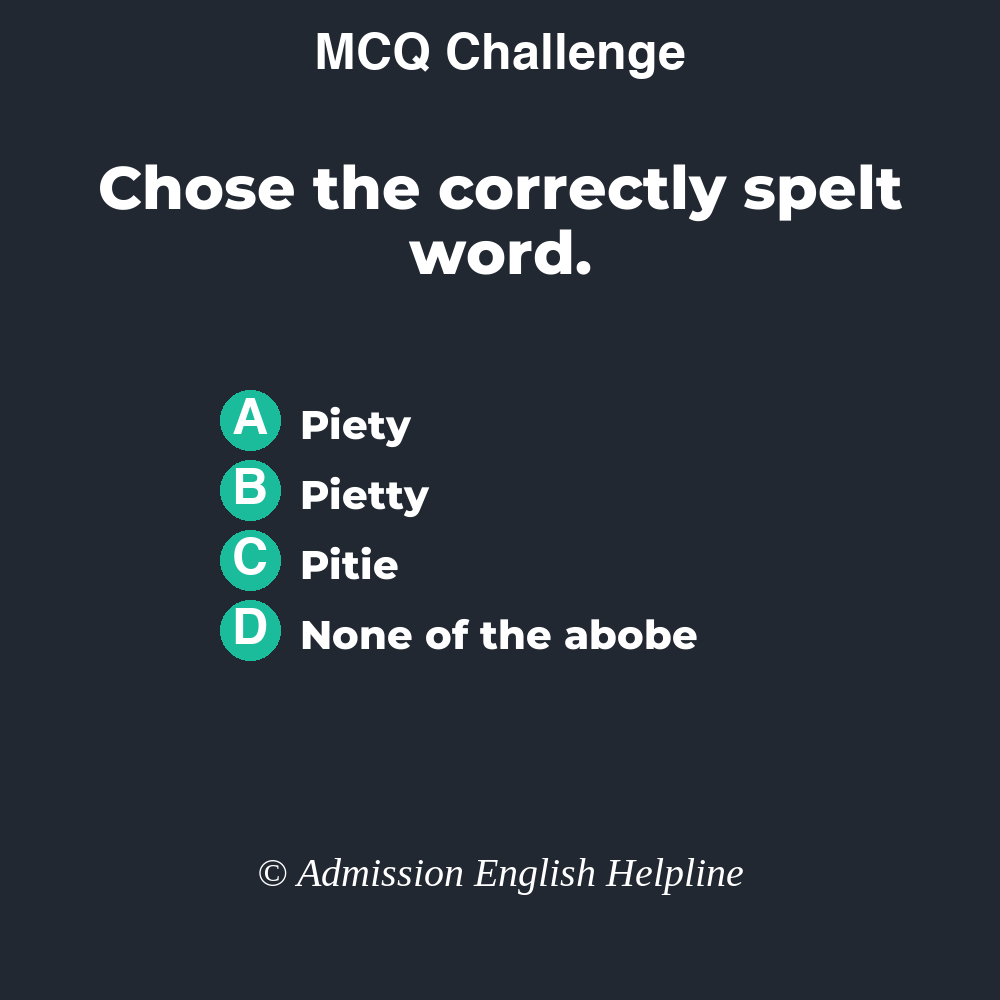 MCQ Challenge
Chose the correctly spelt
word.
A Piety
B Pietty
C Pitie
D None of the abobe
© Admission English Helpline